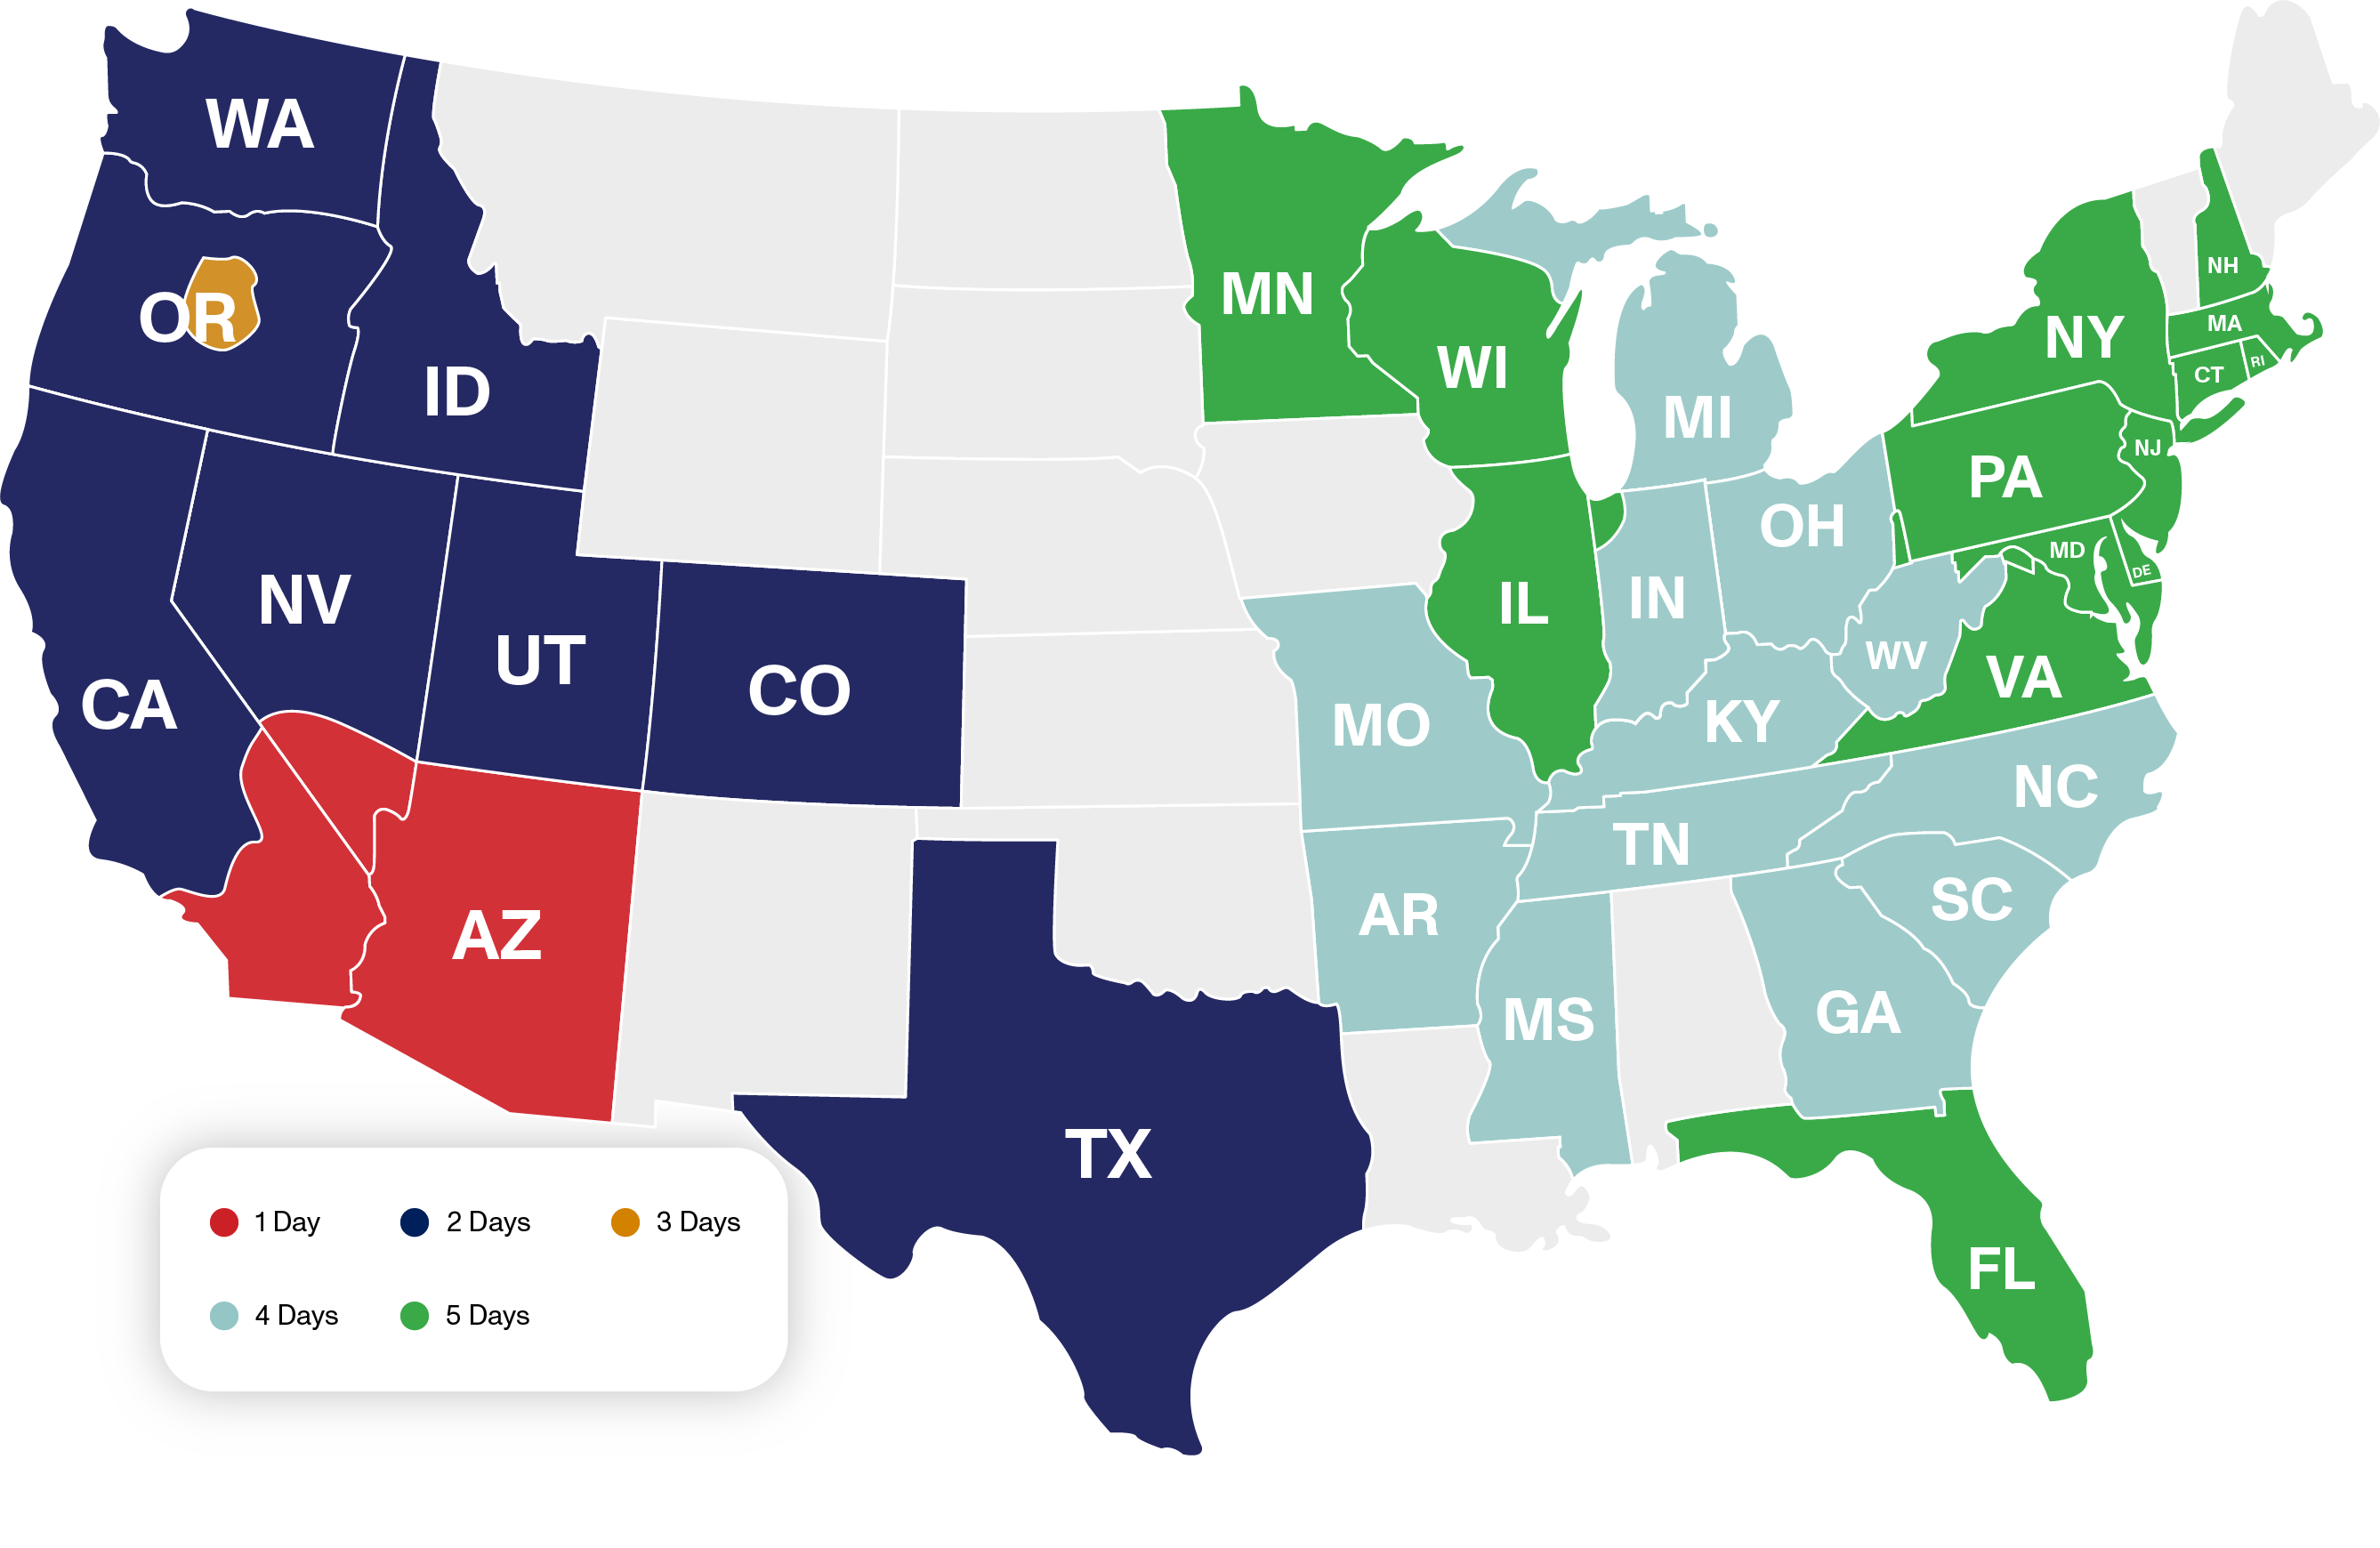 WA
OR
ID
MN
WI
MI
NH
MA
NY
CT
RI
PA
NJ
OH
MD
DE
NV
UT
CO
CA
IL
IN
WV
VA
MO
KY
NC
TN
AR
SC
AZ
MS
GA
TX
FL
1 Day
2 Days
3 Days
4 Days
5 Days